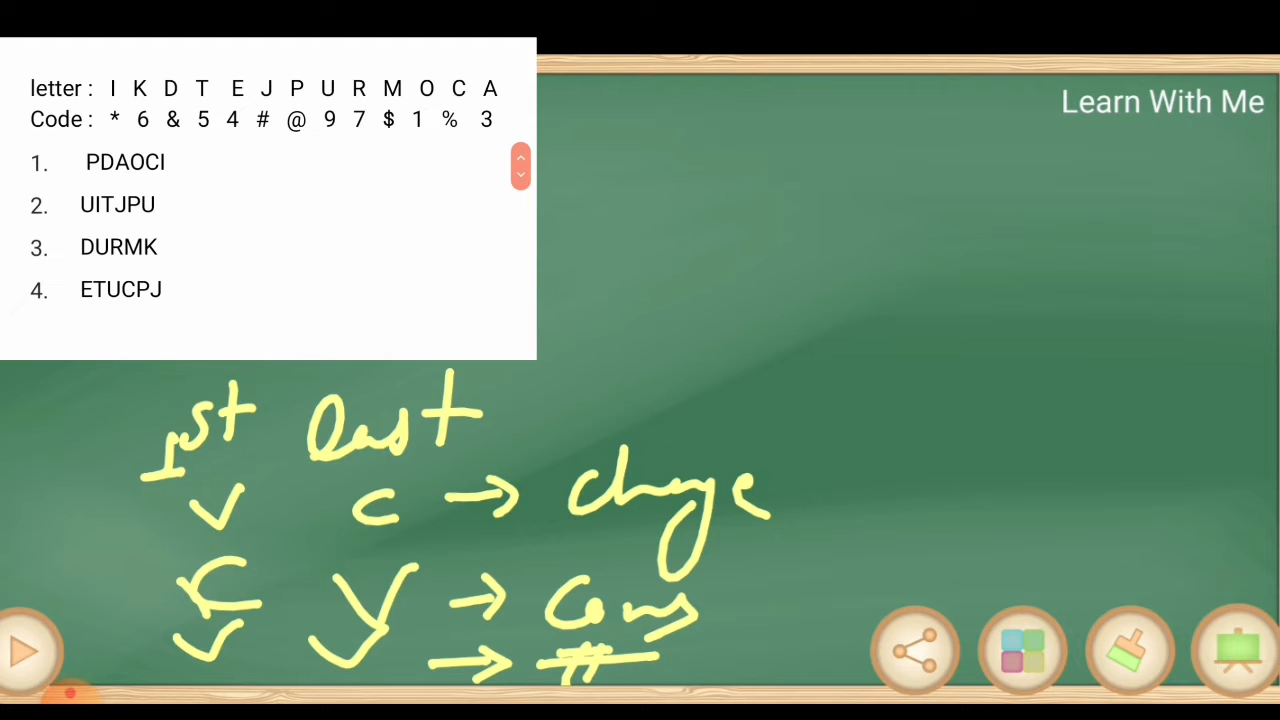 letter : I K D T E J P U R M O C A
Code : * 6 & 5 4 # @ 9 7 $ 1 % 3
1. PDAOCI
2. UITJPU
3. DURMK
4. ETUCPJ
Learn With Me
1st Last
V C → change
C V →
V V → #